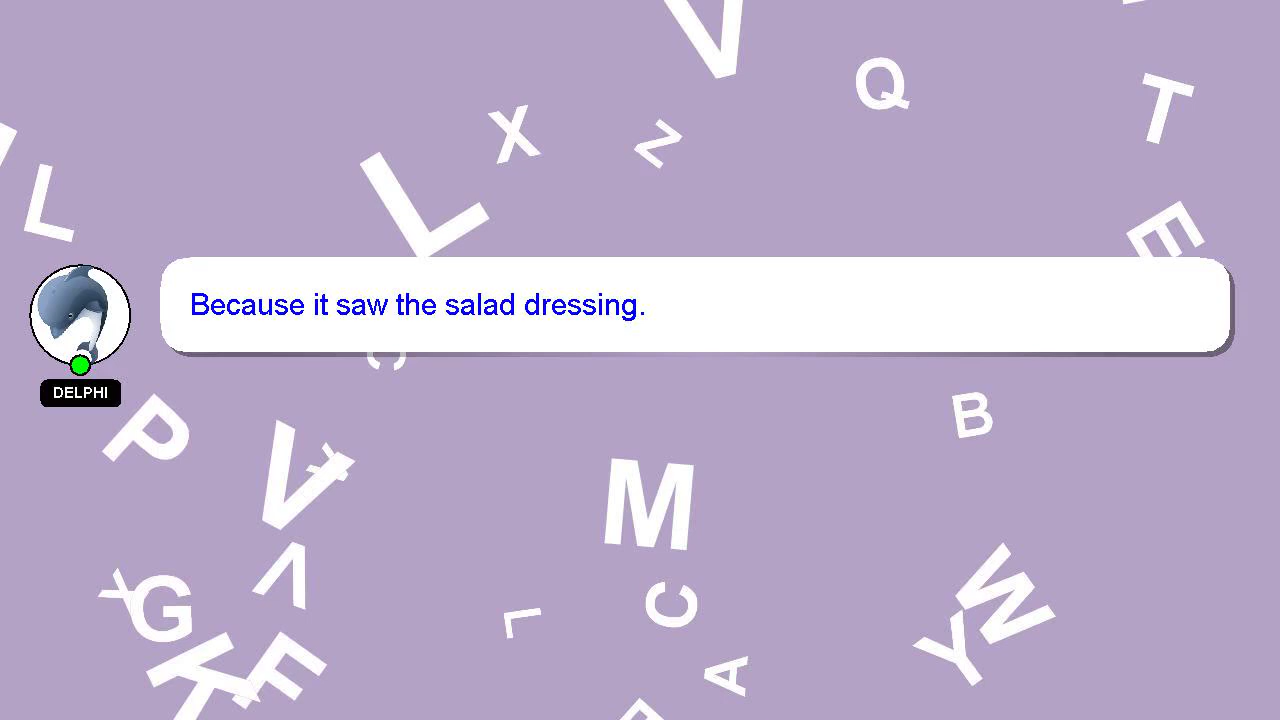 V
Q
T
X
Z
L
L
E
Because it saw the salad dressing.
C
DELPHI
B
P
V
M
V
W
X
G
C
L
Y
K
F
A